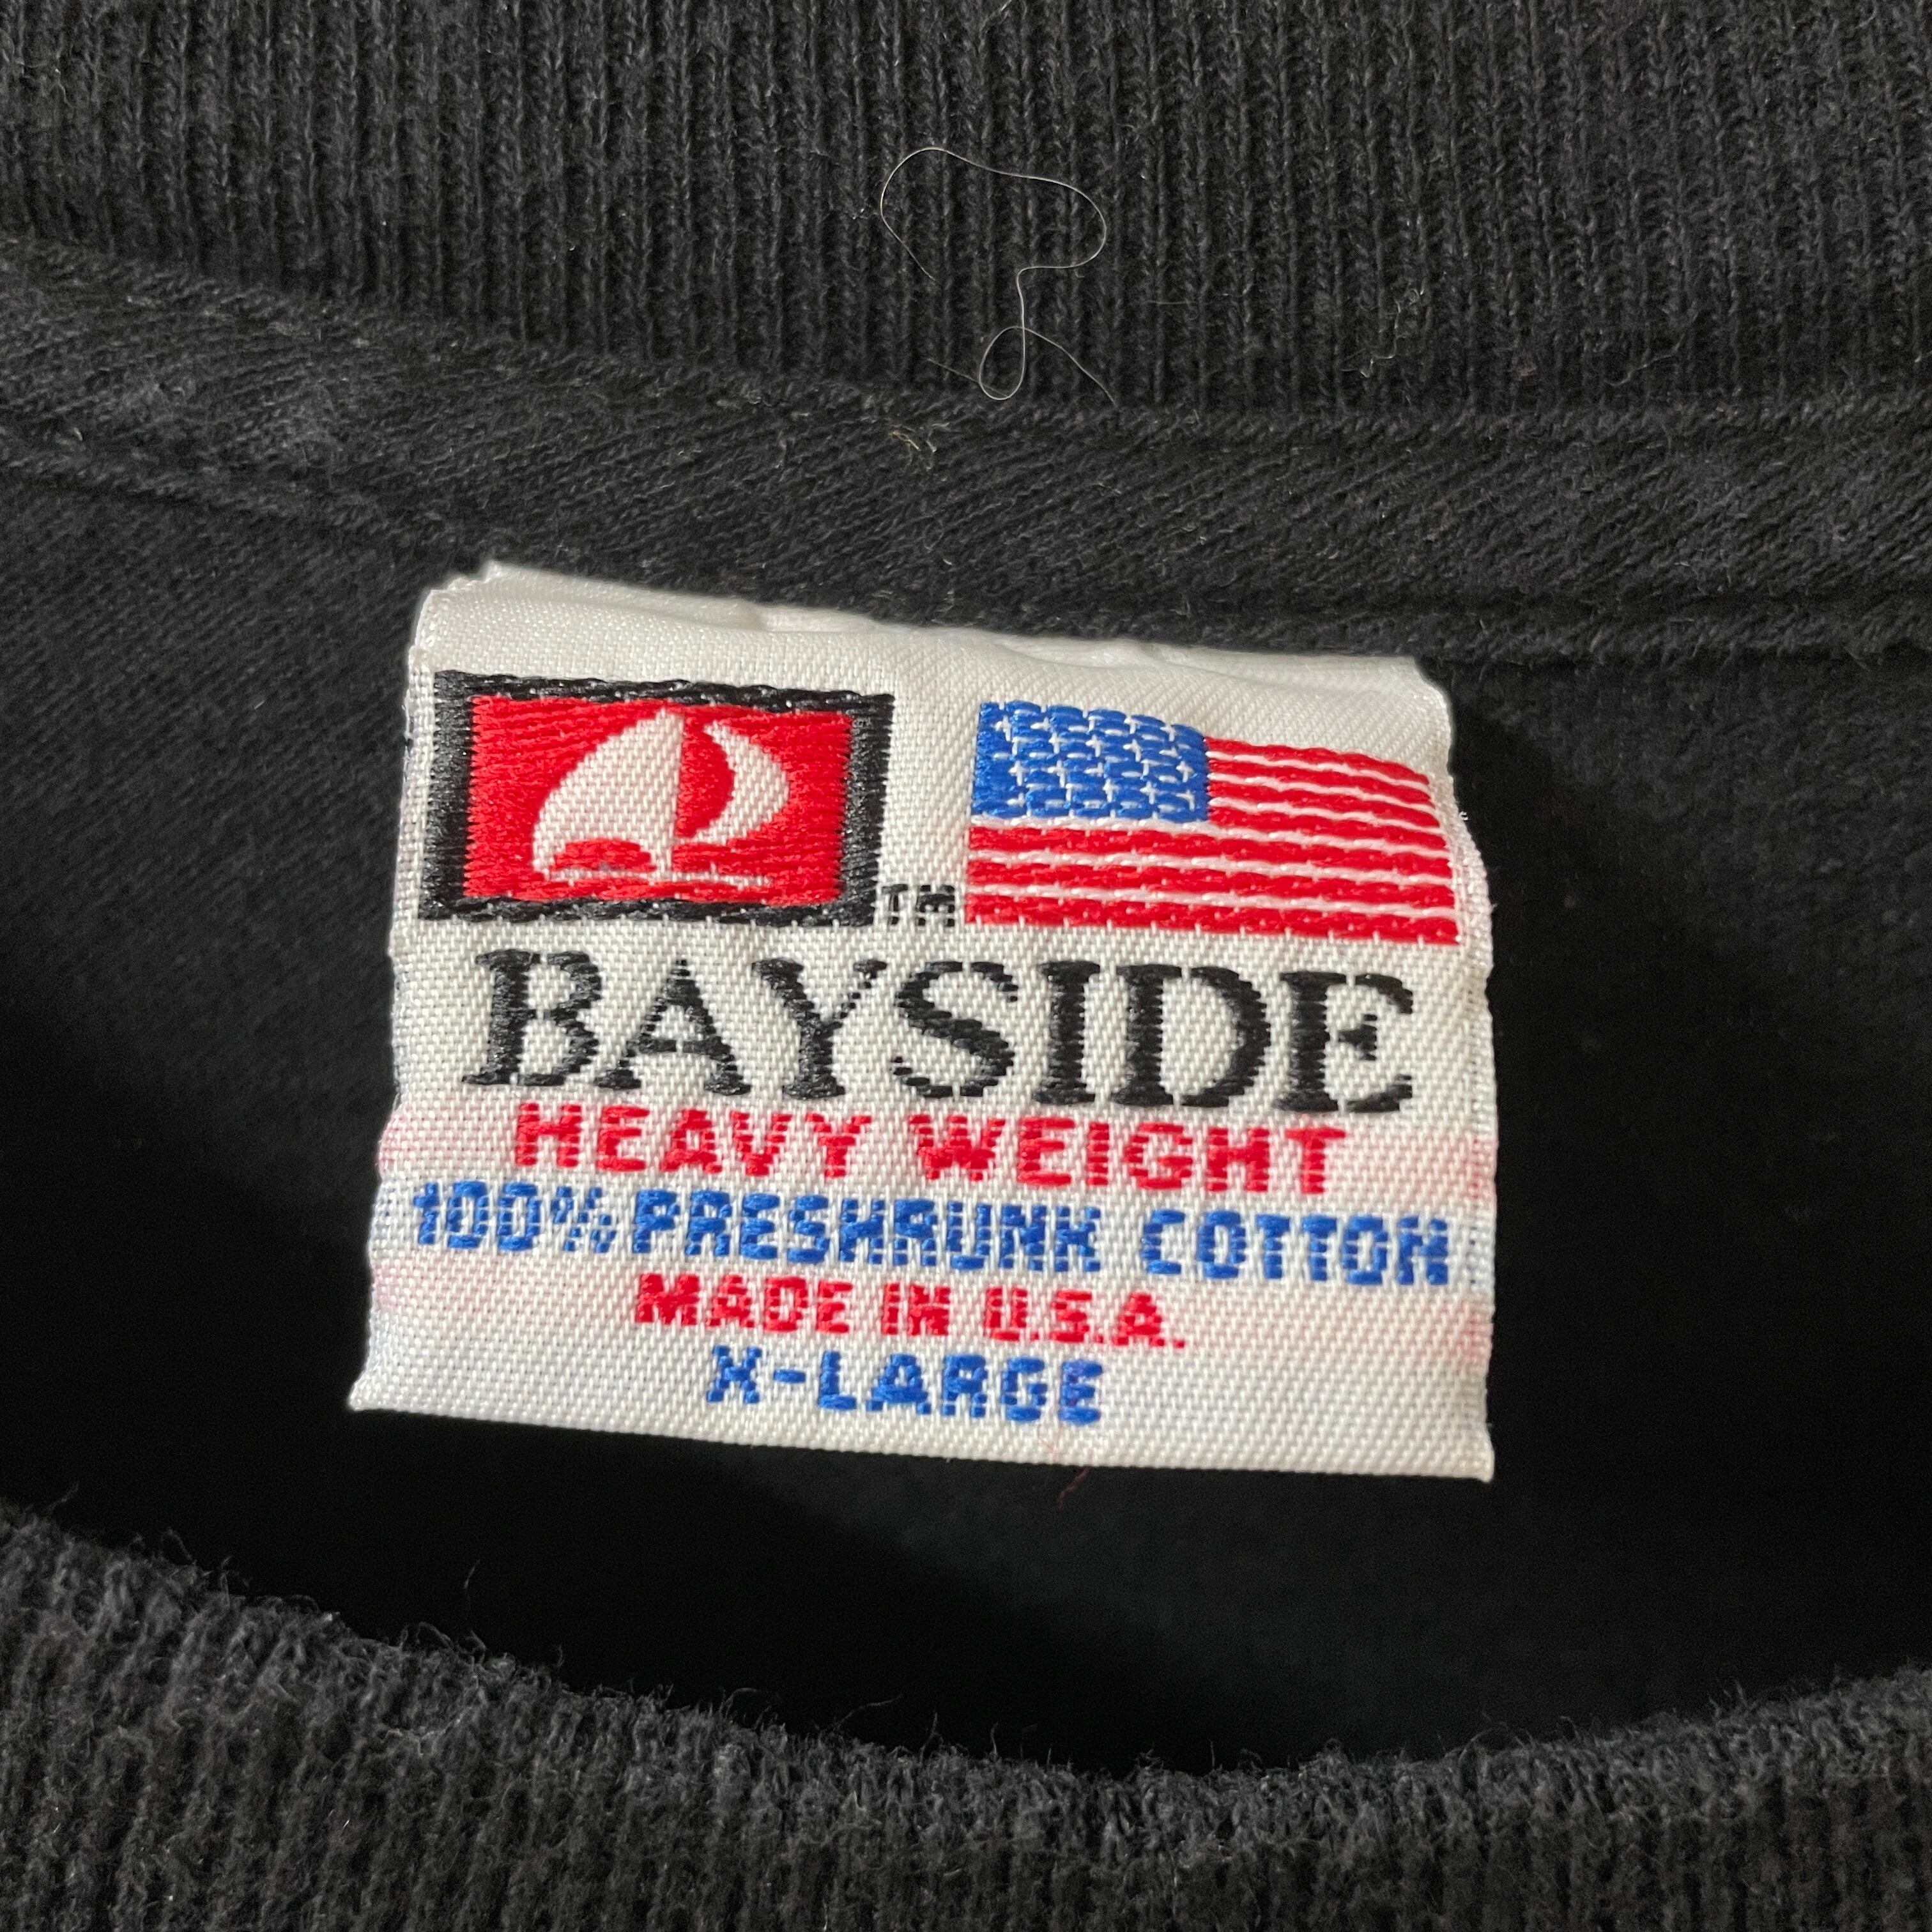 TM
BAYSIDE
HEAVY WEIGHT
100% PRESHRUNK COTTON
MADE IN U.S.A.
X-LARGE